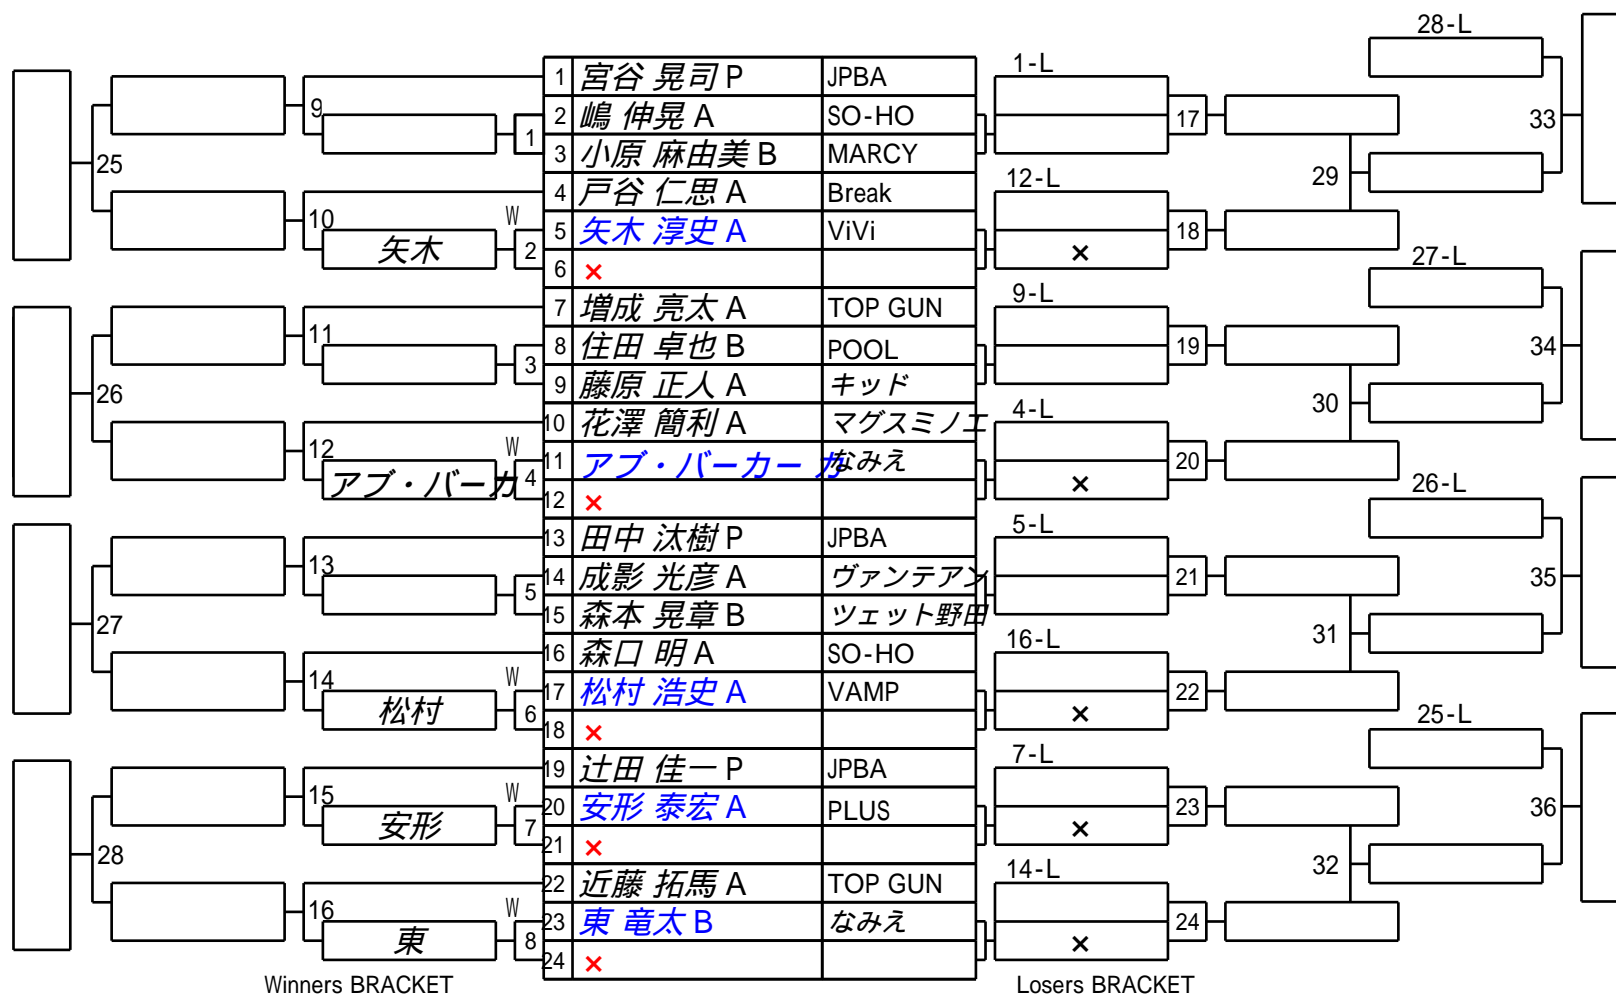 28-L
1 宮谷 晃司 P JPBA 1-L
9 2 嶋 伸晃 A SO-HO 17 33
1
25 3 小原 麻由美 B MARCY 29
4 戸谷 仁思 A Break 12-L
10 W 5 矢木 淳史 A ViVi 18
矢木 2 × 27-L
6 ×
7 増成 亮太 A TOP GUN 9-L
11 8 住田 卓也 B POOL 19 34
3
26 9 藤原 正人 A キッド 30
10 花澤 簡利 A マグスミノエ 4-L
12 W 11 アブ・バーカー カ なみえ 20
アブ・バーカ 4 × 26-L
12 ×
13 田中 汰樹 P JPBA 5-L
13 14 成影 光彦 A ヴァンテアン 21 35
5
27 15 森本 晃章 B ツェット野田 31
16 森口 明 A SO-HO 16-L
14 W 17 松村 浩史 A VAMP 22
松村 6 × 25-L
18 ×
19 辻田 佳一 P JPBA 7-L
15 W 20 安形 泰宏 A PLUS 23 36
安形 7 ×
28 21 × 32
22 近藤 拓馬 A TOP GUN 14-L
16 W 23 東 竜太 B なみえ 24
東 8 ×
24 ×
Winners BRACKET Losers BRACKET